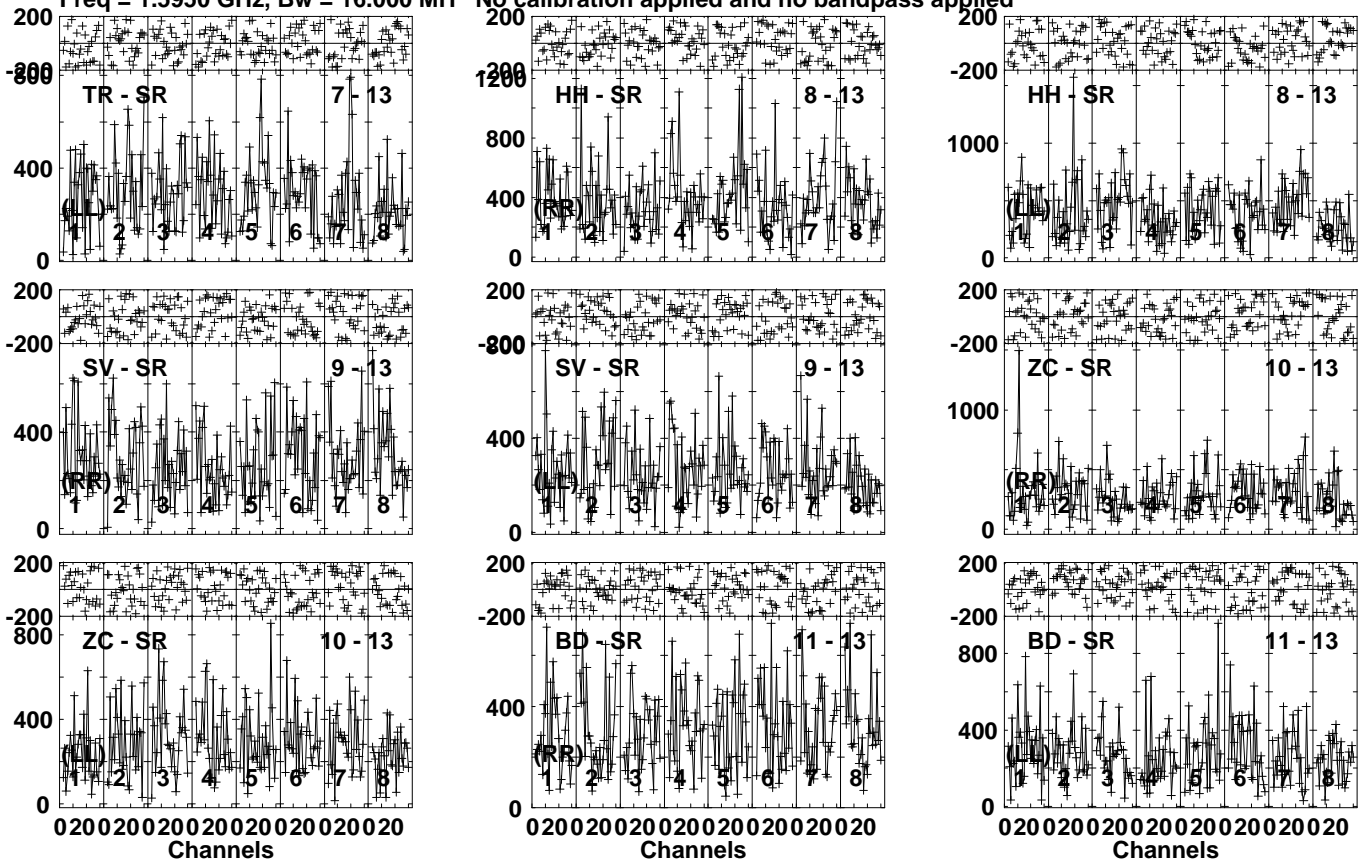 Freq = 1.5950 GHz, Bw = 16.000 MH No calibration applied and no bandpass applied
200 200 200
-200 -200 -200
800 1200
TR - SR 7 - 13 HH - SR 8 - 13 HH - SR 8 - 13
800 1000
400 400
(LL) (RR) (LL)
1 2 3 4 5 6 7 8 1 2 3 4 5 6 7 8 1 2 3 4 5 6 7 8
0 0 0
200 200 200
-200 -200 -200
800
SV - SR 9 - 13 SV - SR 9 - 13 ZC - SR 10 - 13
400 400 1000
(RR) (LL) (RR)
1 2 3 4 5 6 7 8 1 2 3 4 5 6 7 8 1 2 3 4 5 6 7 8
0 0 0
200 200 200
-200 -200 -200
800 ZC - SR 10 - 13 BD - SR 11 - 13 BD - SR 11 - 13
800
400 400 400
(LL) (RR) (LL)
1 2 3 4 5 6 7 8 1 2 3 4 5 6 7 8 1 2 3 4 5 6 7 8
0 0 0
0 20 0 20 0 20 0 20 0 20 0 20 0 20 0 20 0 20 0 20 0 20 0 20 0 20 0 20 0 20 0 20 0 20 0 20 0 20 0 20 0 20 0 20 0 20 0 20
Channels Channels Channels